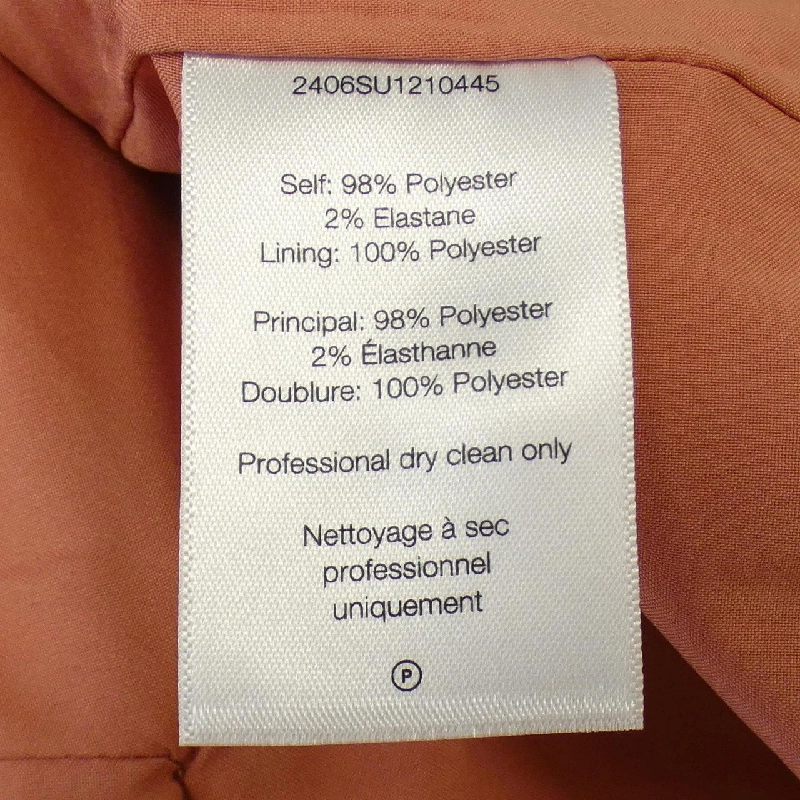 2406SU1210445
Self: 98% Polyester
2% Elastane
Lining: 100% Polyester
Principal: 98% Polyester
2% Élasthanne
Doublure: 100% Polyester
Professional dry clean only
Nettoyage à sec
professionnel
uniquement
P